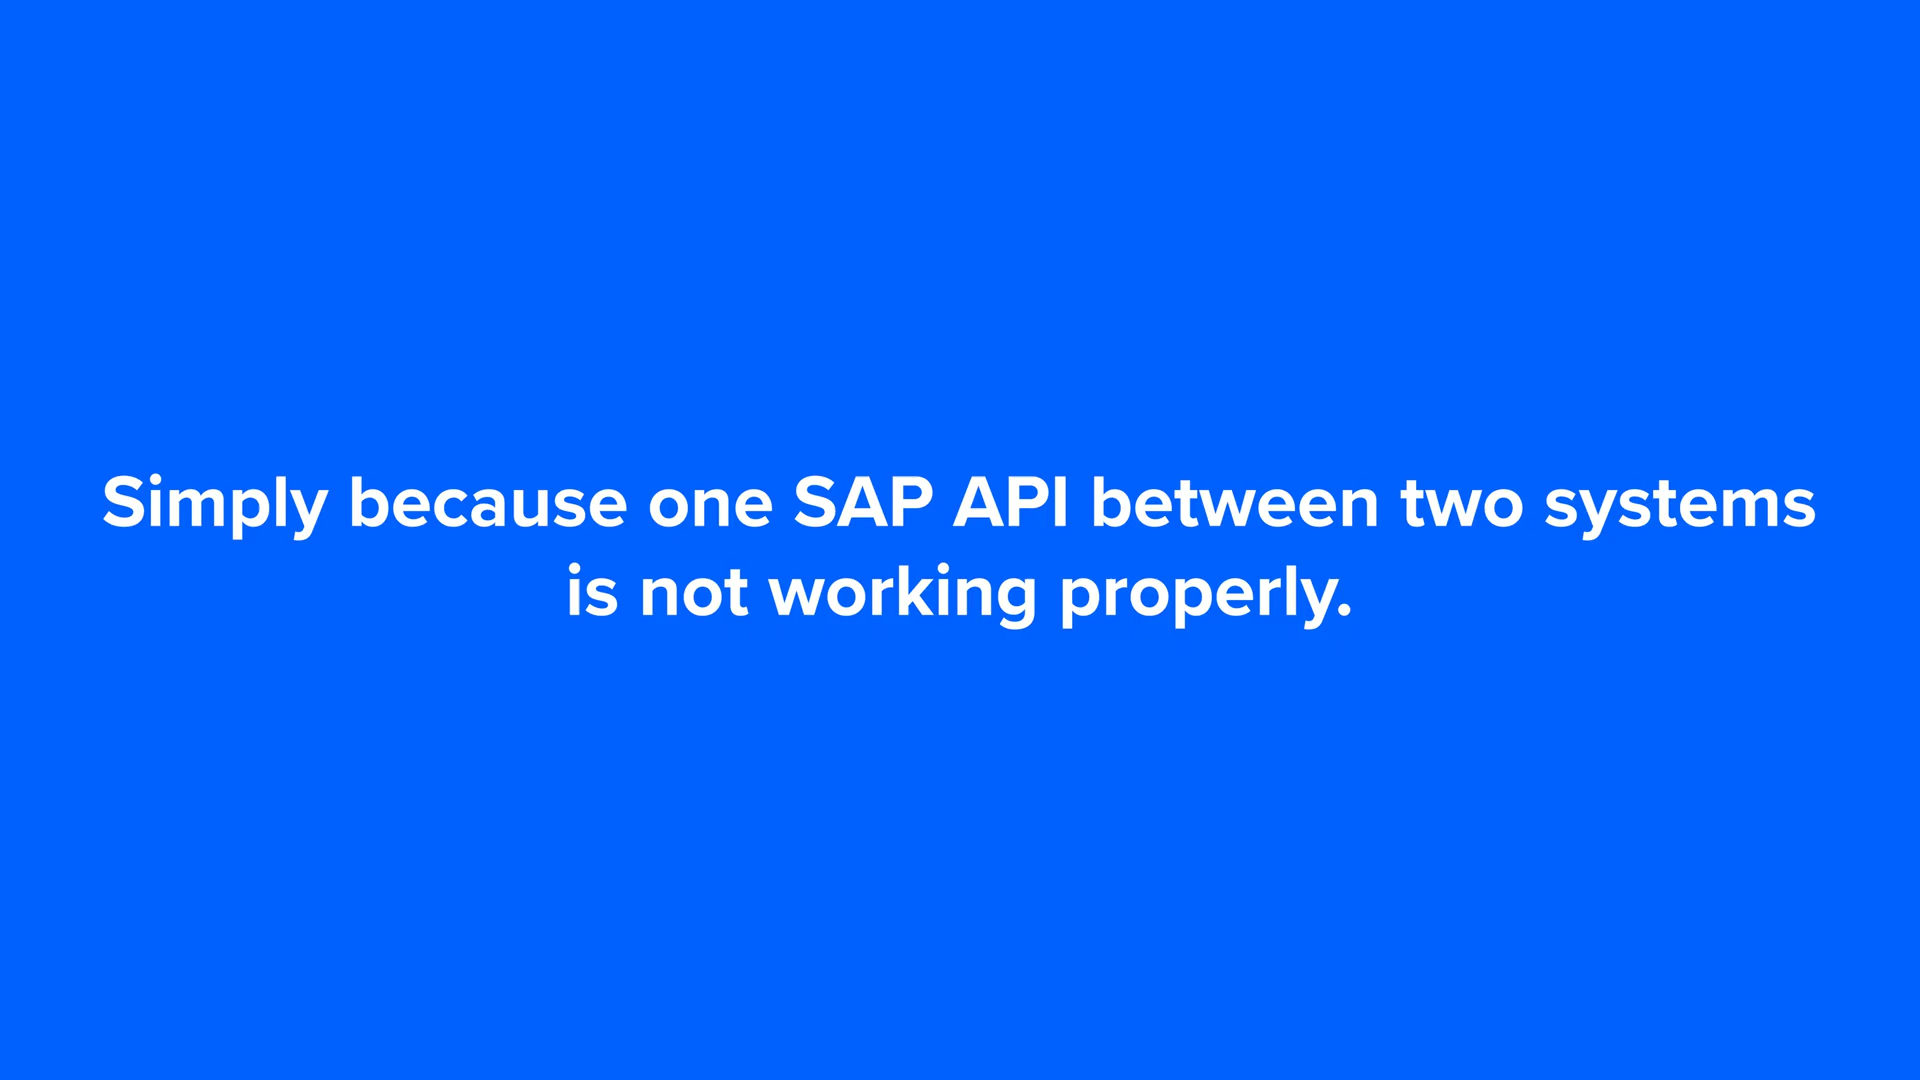 Simply because one SAP API between two systems
is not working properly.